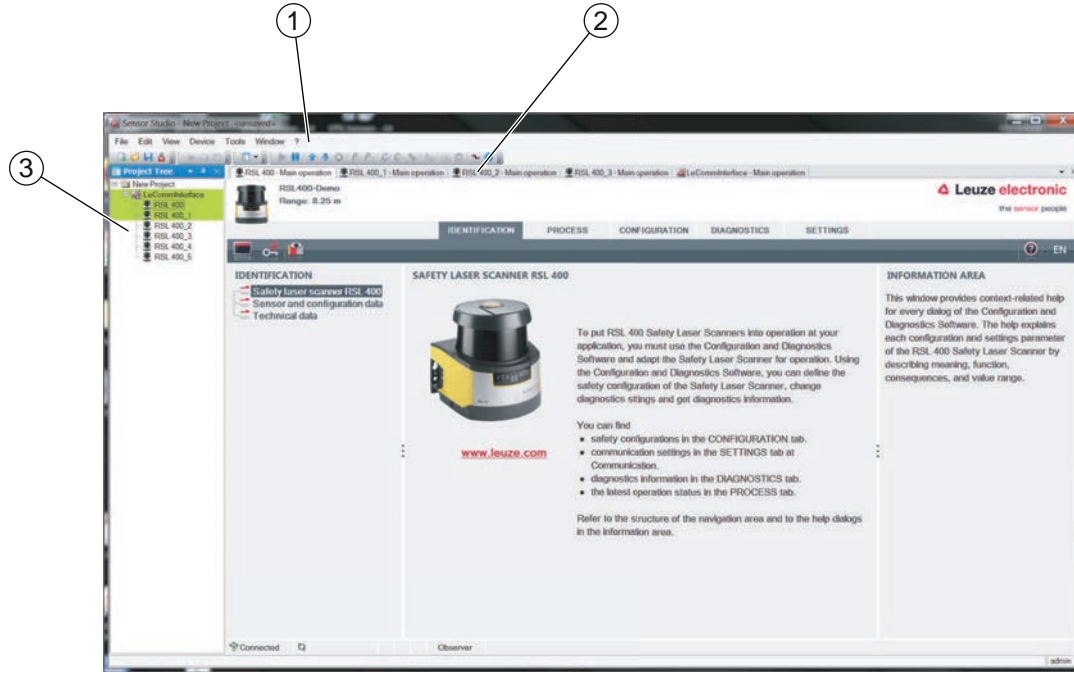 1
2
3
Sensor Studio - New Project <unsaved>
File Edit View Device Tools Window ?
Project Tree
New Project
LeCommInterface
RSL 400
RSL 400_1
RSL 400_2
RSL 400_3
RSL 400_4
RSL 400_5
RSL 400 - Main operation RSL 400_1 - Main operation RSL 400_2 - Main operation RSL 400_3 - Main operation LeCommInterface - Main operation
RSL400-Demo
Range: 8.25 m
Leuze electronic
the sensor people
IDENTIFICATION PROCESS CONFIGURATION DIAGNOSTICS SETTINGS
EN
IDENTIFICATION
Safety laser scanner RSL 400
Sensor and configuration data
Technical data
SAFETY LASER SCANNER RSL 400
www.leuze.com
To put RSL 400 Safety Laser Scanners into operation at your
application, you must use the Configuration and Diagnostics
Software and adapt the Safety Laser Scanner for operation. Using
the Configuration and Diagnostics Software, you can define the
safety configuration of the Safety Laser Scanner, change
diagnostics sttings and get diagnostics information.
You can find
• safety configurations in the CONFIGURATION tab.
• communication settings in the SETTINGS tab at
Communication.
• diagnostics information in the DIAGNOSTICS tab.
• the latest operation status in the PROCESS tab.
Refer to the structure of the navigation area and to the help dialogs
in the information area.
INFORMATION AREA
This window provides context-related help
for every dialog of the Configuration and
Diagnostics Software. The help explains
each configuration and settings parameter
of the RSL 400 Safety Laser Scanner by
describing meaning, function,
consequences, and value range.
Connected Observer
admin